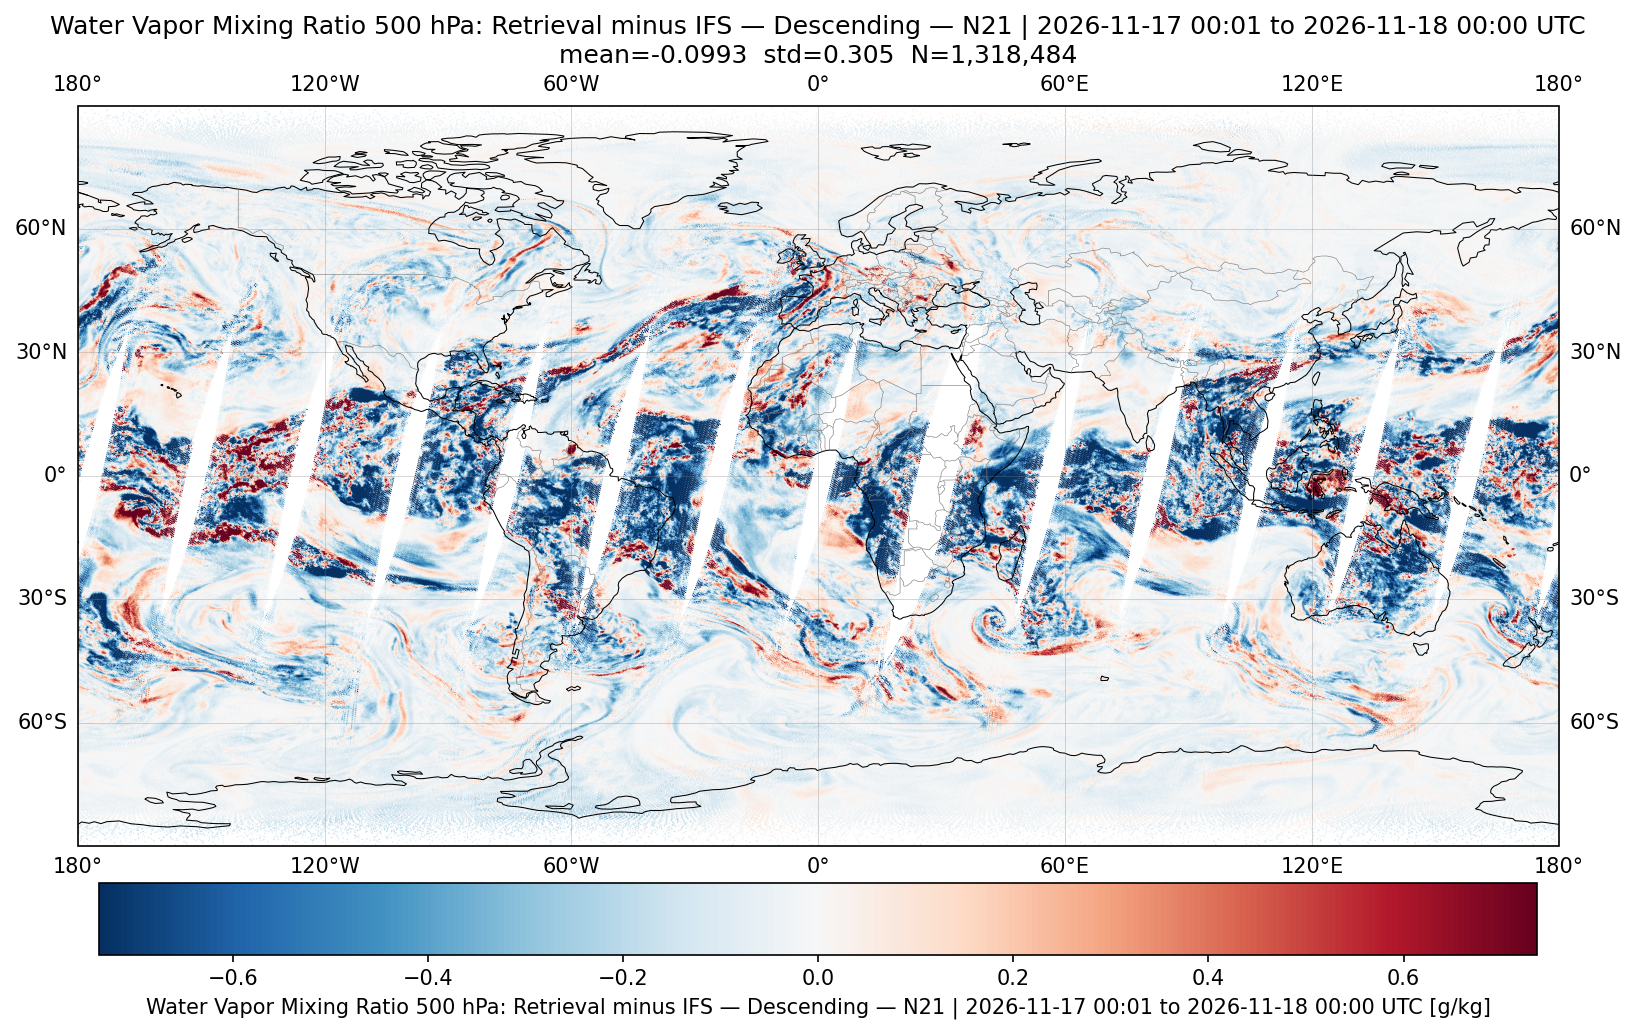 Water Vapor Mixing Ratio 500 hPa: Retrieval minus IFS — Descending — N21 | 2026-11-17 00:01 to 2026-11-18 00:00 UTC
mean=-0.0993  std=0.305  N=1,318,484
180° 120°W 60°W 0° 60°E 120°E 180°
60°N 60°N
30°N 30°N
0° 0°
30°S 30°S
60°S 60°S
180° 120°W 60°W 0° 60°E 120°E 180°
−0.6 −0.4 −0.2 0.0 0.2 0.4 0.6
Water Vapor Mixing Ratio 500 hPa: Retrieval minus IFS — Descending — N21 | 2026-11-17 00:01 to 2026-11-18 00:00 UTC [g/kg]